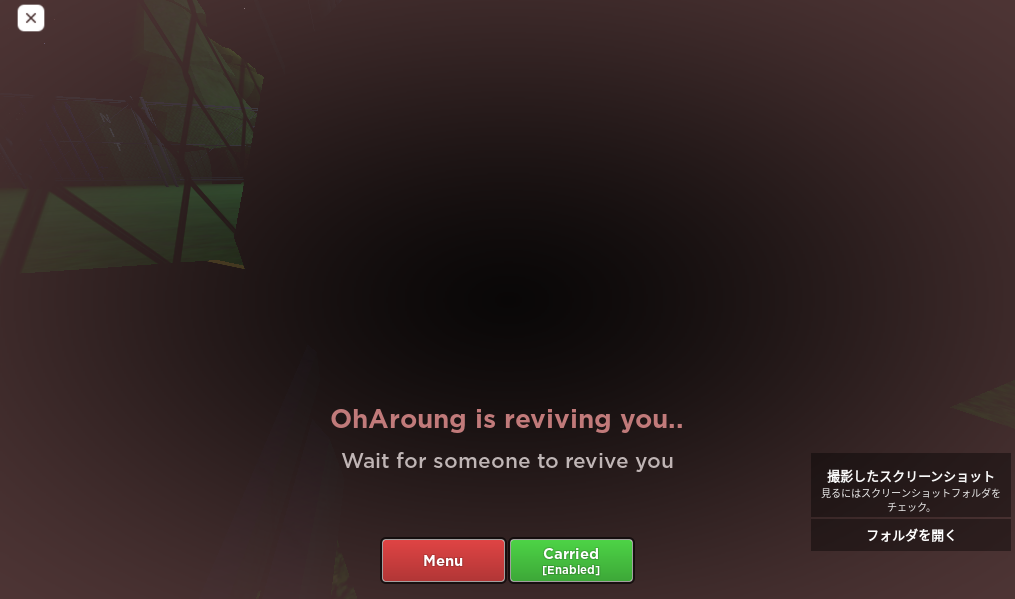 OhAroung is reviving you..
Wait for someone to revive you
撮影したスクリーンショット
見るにはスクリーンショットフォルダを
チェック。
フォルダを開く
Menu
Carried
[Enabled]